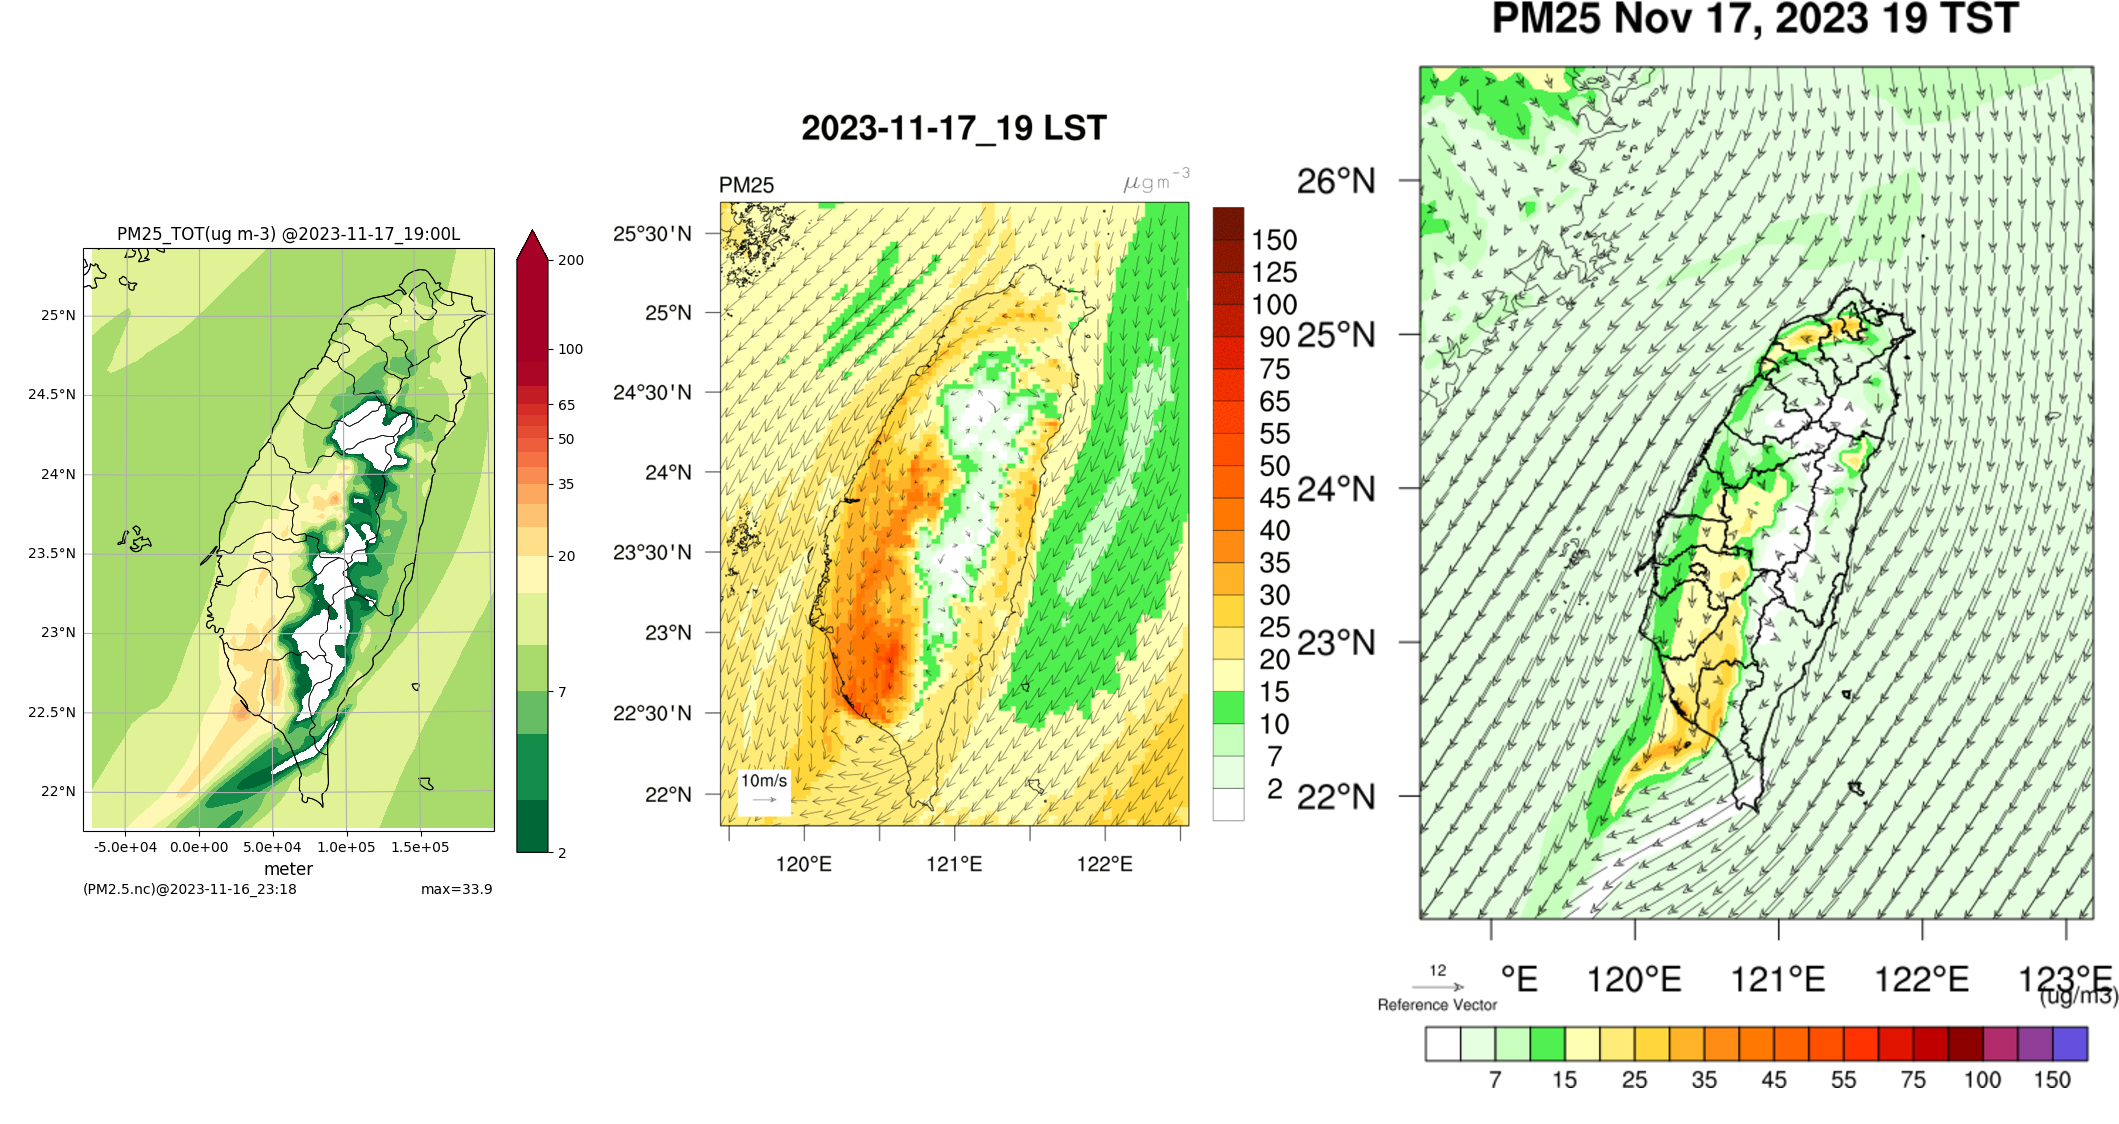 PM25_TOT(ug m-3) @2023-11-17_19:00L
25°N
24.5°N
24°N
23.5°N
23°N
22.5°N
22°N
-5.0e+04 0.0e+00 5.0e+04 1.0e+05 1.5e+05
meter
(PM2.5.nc)@2023-11-16_23:18 max=33.9
200
100
65
50
35
20
7
2
2023-11-17_19 LST
PM25 μgm⁻³
25°30'N
25°N
24°30'N
24°N
23°30'N
23°N
22°30'N
22°N
10m/s
120°E 121°E 122°E
150
125
100
90
75
65
55
50
45
40
35
30
25
20
15
10
7
2
PM25 Nov 17, 2023 19 TST
26°N
25°N
24°N
23°N
22°N
°E 120°E 121°E 122°E 123°E
12
Reference Vector
(ug/m3)
7 15 25 35 45 55 75 100 150